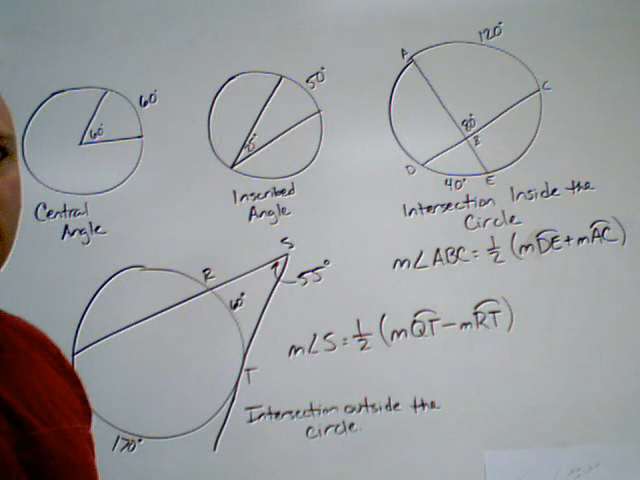 60°
60°
Central
Angle
50°
Inscribed
Angle
120°
A
C
80°
B
D
40°
E
Intersection Inside the
Circle
m∠ABC = 1/2 (mDE + mAC)
S
55°
R
60°
T
170°
m∠S = 1/2 (mQT - mRT)
Intersection outside the
circle.